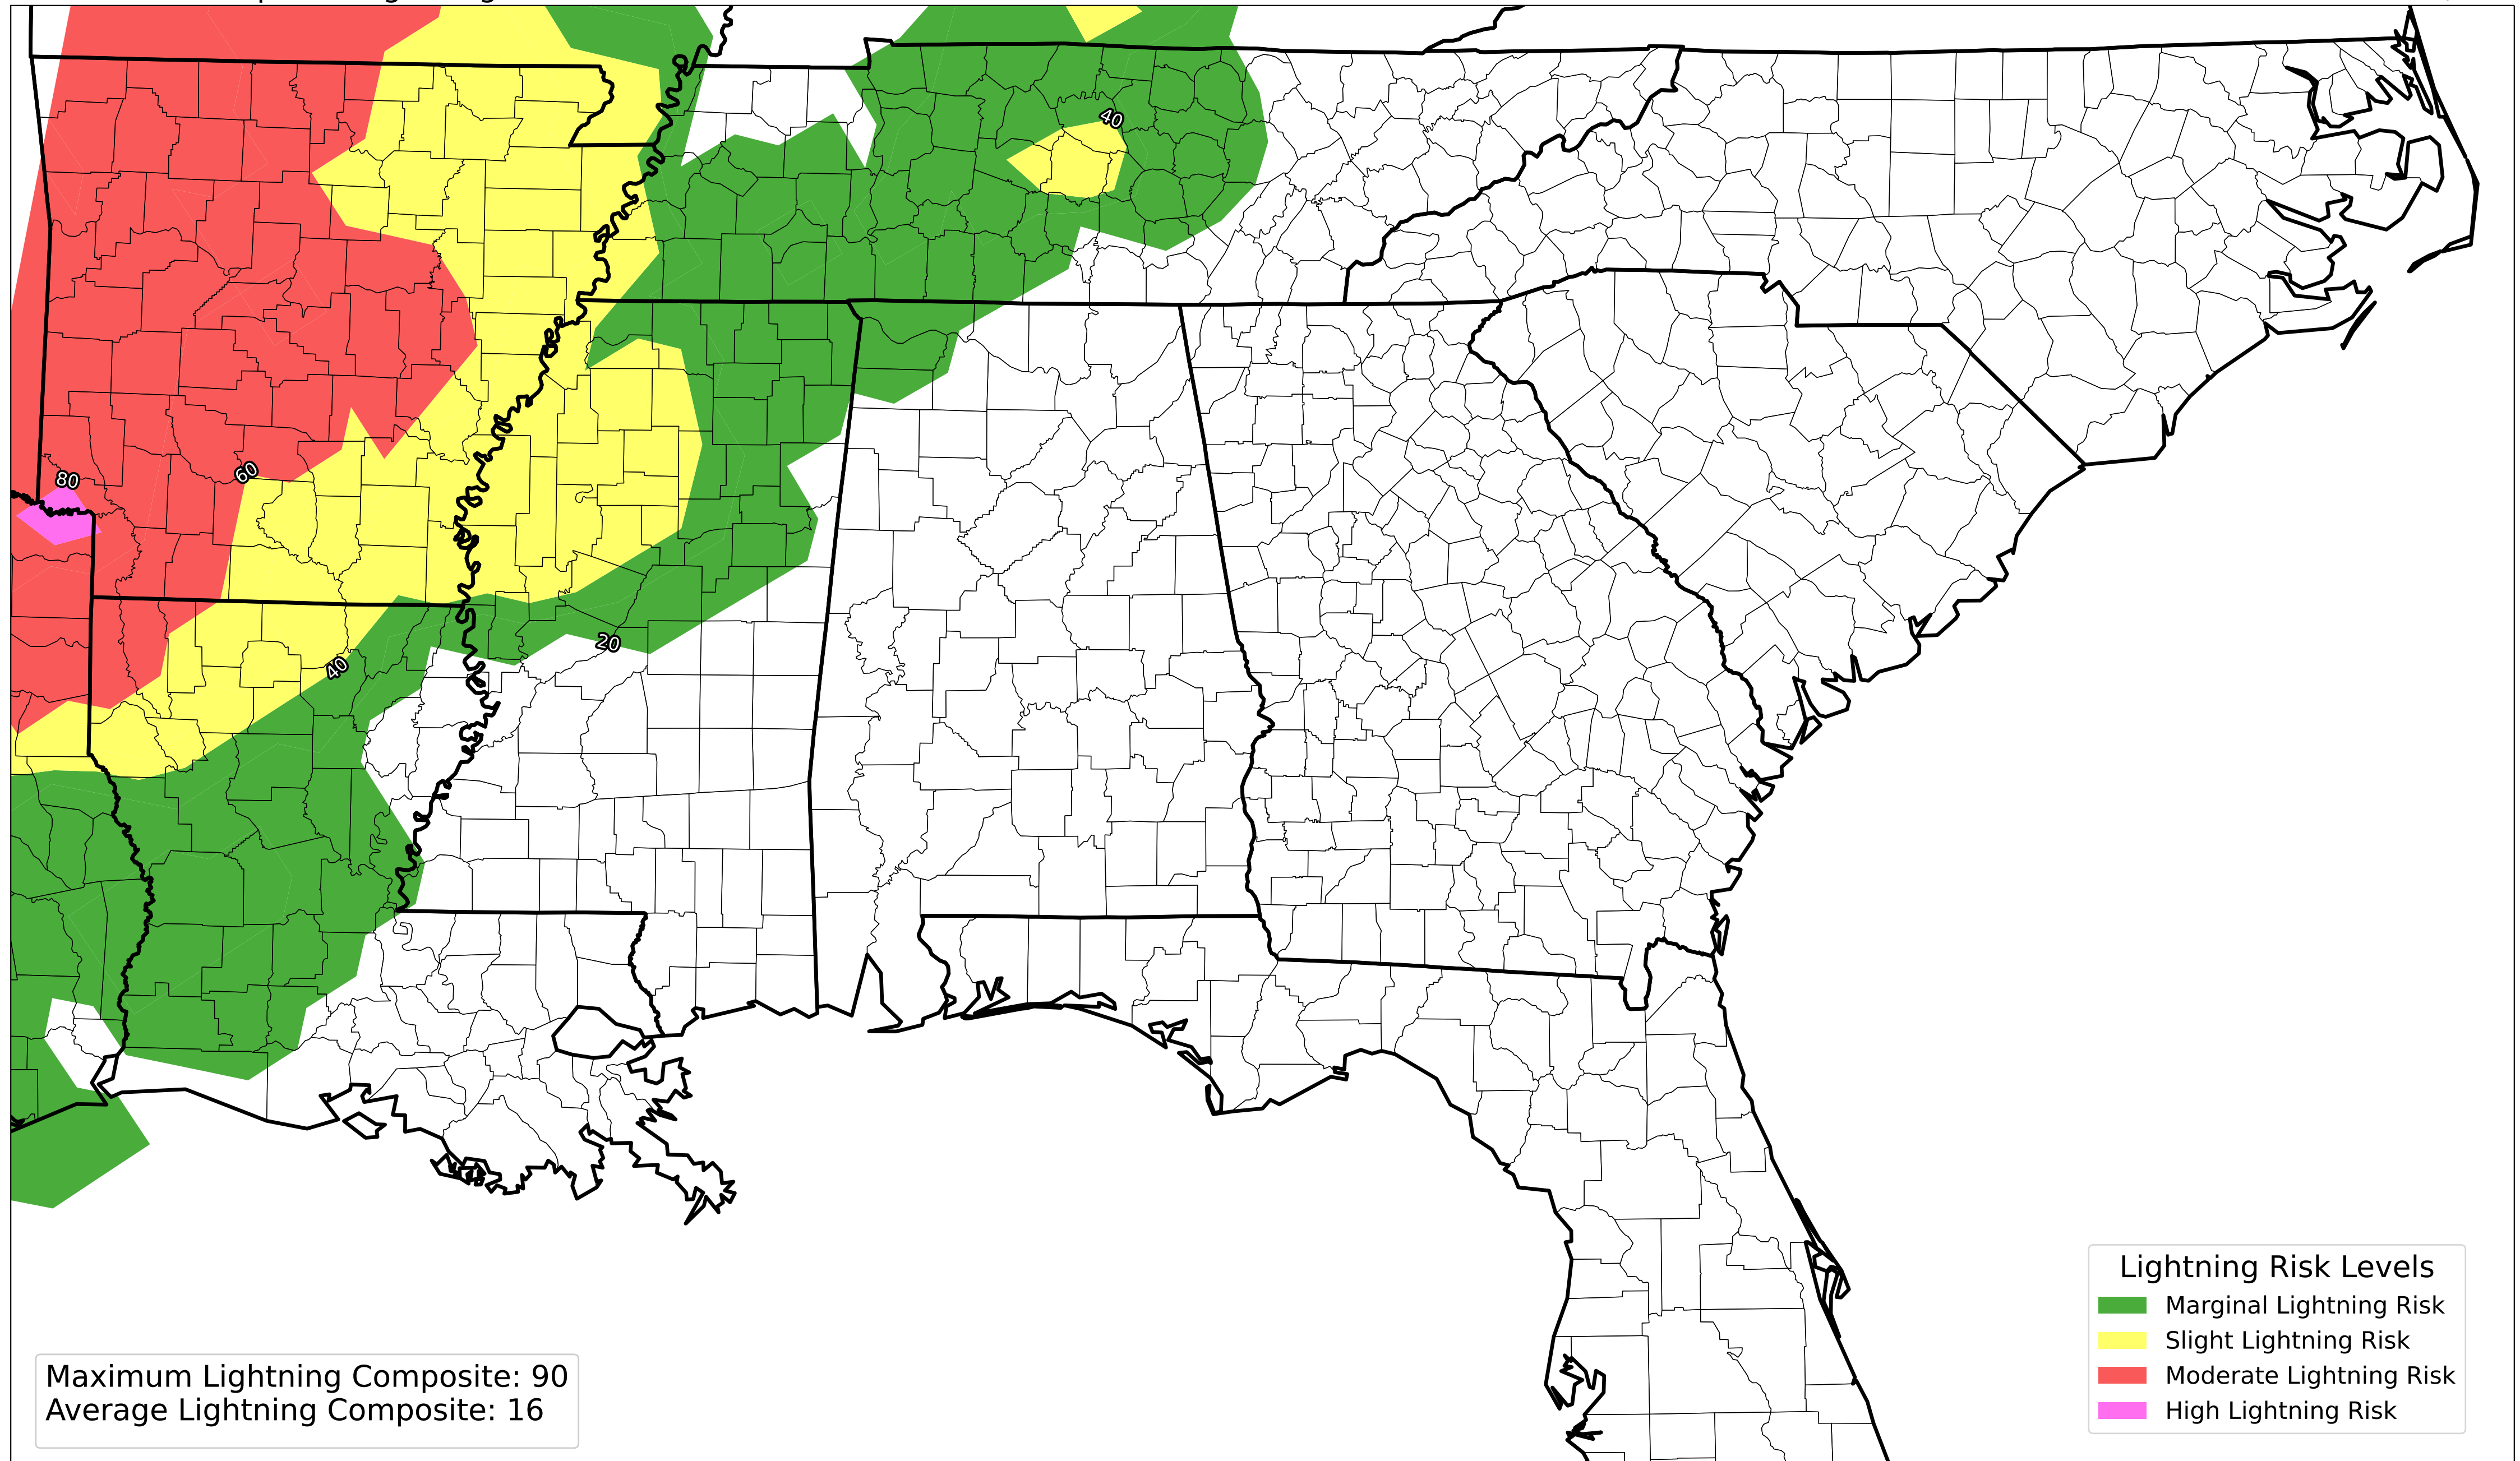 40
80
60
20
40
Lightning Risk Levels
Marginal Lightning Risk
Slight Lightning Risk
Moderate Lightning Risk
High Lightning Risk
Maximum Lightning Composite: 90
Average Lightning Composite: 16